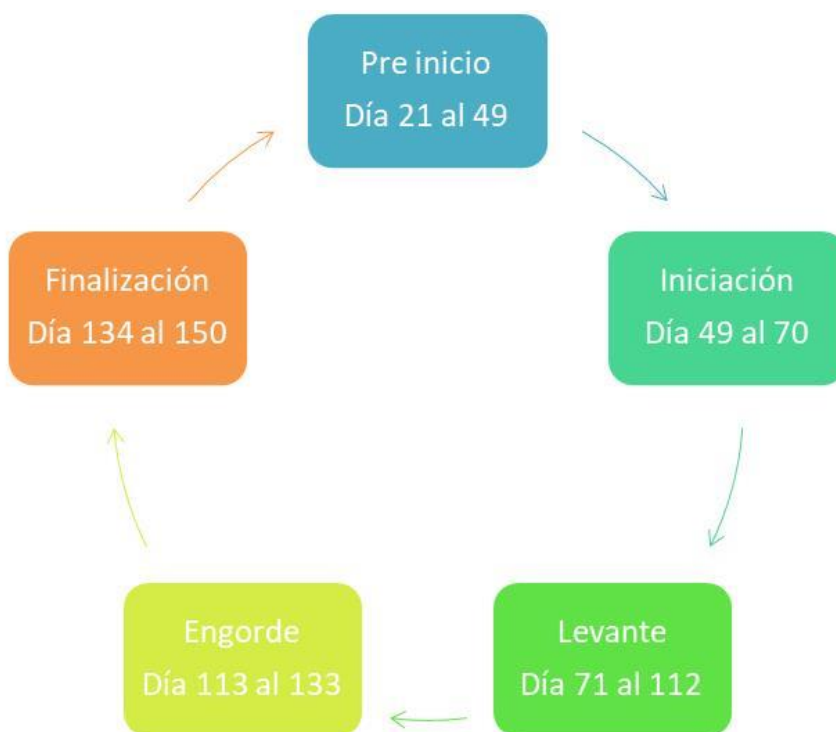 Pre inicio
Día 21 al 49
Iniciación
Día 49 al 70
Levante
Día 71 al 112
Engorde
Día 113 al 133
Finalización
Día 134 al 150